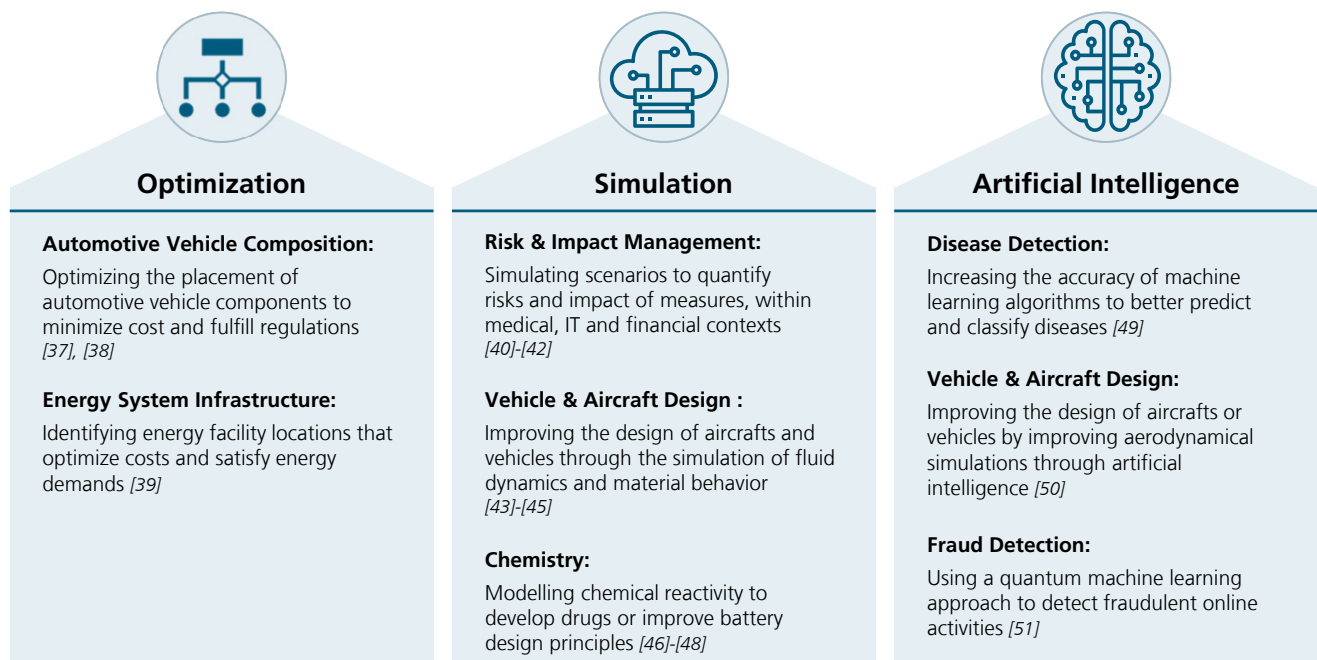 Optimization
Automotive Vehicle Composition:
Optimizing the placement of
automotive vehicle components to
minimize cost and fulfill regulations
[37], [38]
Energy System Infrastructure:
Identifying energy facility locations that
optimize costs and satisfy energy
demands [39]
Simulation
Risk & Impact Management:
Simulating scenarios to quantify
risks and impact of measures, within
medical, IT and financial contexts
[40]-[42]
Vehicle & Aircraft Design :
Improving the design of aircrafts and
vehicles through the simulation of fluid
dynamics and material behavior
[43]-[45]
Chemistry:
Modelling chemical reactivity to
develop drugs or improve battery
design principles [46]-[48]
Artificial Intelligence
Disease Detection:
Increasing the accuracy of machine
learning algorithms to better predict
and classify diseases [49]
Vehicle & Aircraft Design:
Improving the design of aircrafts or
vehicles by improving aerodynamical
simulations through artificial
intelligence [50]
Fraud Detection:
Using a quantum machine learning
approach to detect fraudulent online
activities [51]